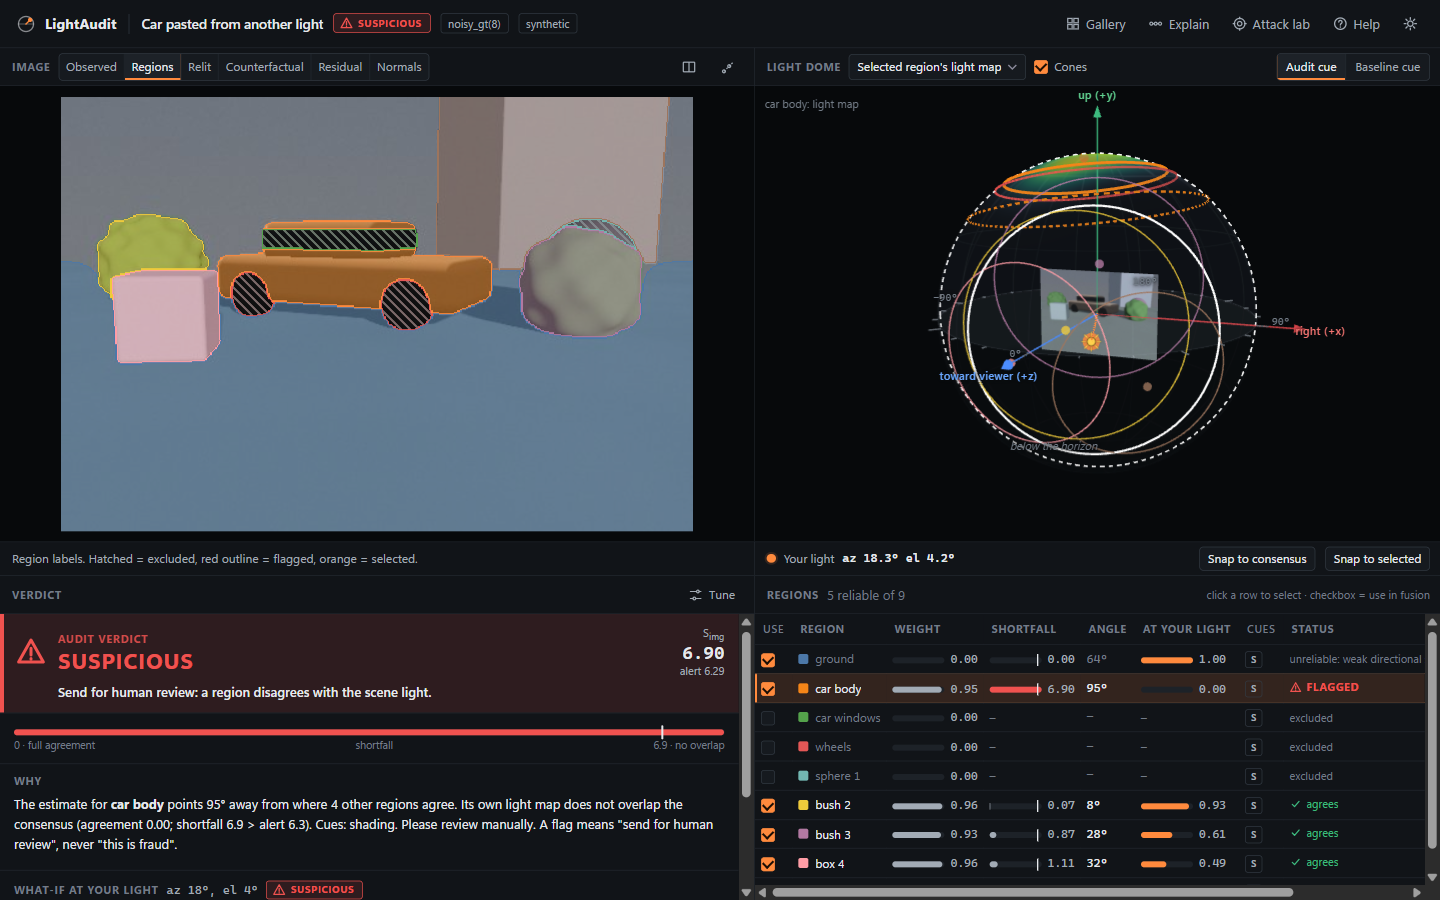 LightAudit Car pasted from another light SUSPICIOUS noisy_gt(8) synthetic Gallery Explain Attack lab Help
IMAGE Observed Regions Relit Counterfactual Residual Normals
LIGHT DOME Selected region's light map Cones Audit cue Baseline cue
car body: light map
up (+y)
-90°
90°
right (+x)
0°
toward viewer (+z)
below the horizon
Region labels. Hatched = excluded, red outline = flagged, orange = selected.
Your light az 18.3° el 4.2° Snap to consensus Snap to selected
VERDICT Tune
AUDIT VERDICT
SUSPICIOUS
Send for human review: a region disagrees with the scene light.
Simg
6.90
alert 6.29
0 · full agreement shortfall 6.9 · no overlap
WHY
The estimate for car body points 95° away from where 4 other regions agree. Its own light map does not overlap the
consensus (agreement 0.00; shortfall 6.9 > alert 6.3). Cues: shading. Please review manually. A flag means "send for human
review", never "this is fraud".
WHAT-IF AT YOUR LIGHT az 18°, el 4° SUSPICIOUS
REGIONS 5 reliable of 9 click a row to select · checkbox = use in fusion
USE REGION WEIGHT SHORTFALL ANGLE AT YOUR LIGHT CUES STATUS
ground 0.00 0.00 64° 1.00 S unreliable: weak directional
car body 0.95 6.90 95° 0.00 S FLAGGED
car windows 0.00 – – – S excluded
wheels 0.00 – – – S excluded
sphere 1 0.00 – – – S excluded
bush 2 0.96 0.07 8° 0.93 S agrees
bush 3 0.93 0.87 28° 0.61 S agrees
box 4 0.96 1.11 32° 0.49 S agrees